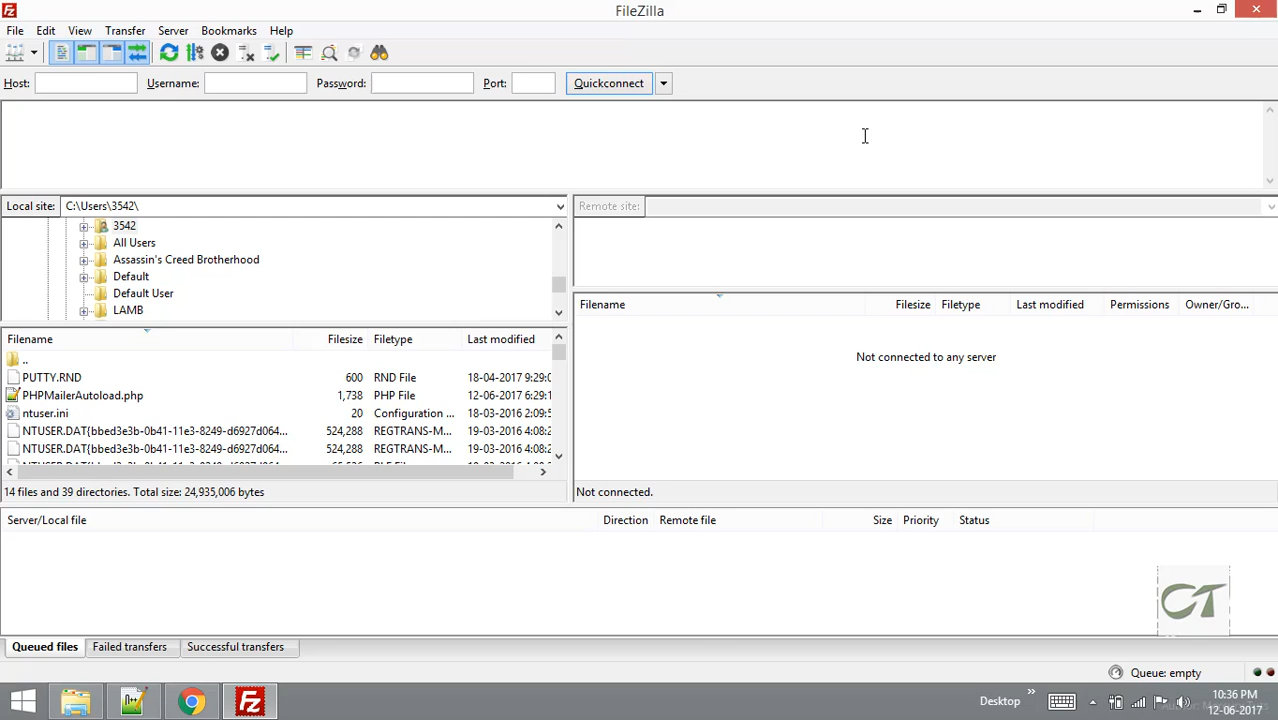 FileZilla
File Edit View Transfer Server Bookmarks Help
Host: Username: Password: Port: Quickconnect
Local site: C:\Users\3542\
Remote site:
3542
All Users
Assassin's Creed Brotherhood
Default
Default User
LAMB
Filename Filesize Filetype Last modified
..
PUTTY.RND 600 RND File 18-04-2017 9:29:0
PHPMailerAutoload.php 1,738 PHP File 12-06-2017 6:29:1
ntuser.ini 20 Configuration ... 18-03-2016 2:09:5
NTUSER.DAT{bbed3e3b-0b41-11e3-8249-d6927d064... 524,288 REGTRANS-M... 19-03-2016 4:08:2
NTUSER.DAT{bbed3e3b-0b41-11e3-8249-d6927d064... 524,288 REGTRANS-M... 19-03-2016 4:08:2
14 files and 39 directories. Total size: 24,935,006 bytes
Filename Filesize Filetype Last modified Permissions Owner/Gro...
Not connected to any server
Not connected.
Server/Local file Direction Remote file Size Priority Status
CT
Queued files Failed transfers Successful transfers
Queue: empty
Desktop
10:36 PM
12-06-2017